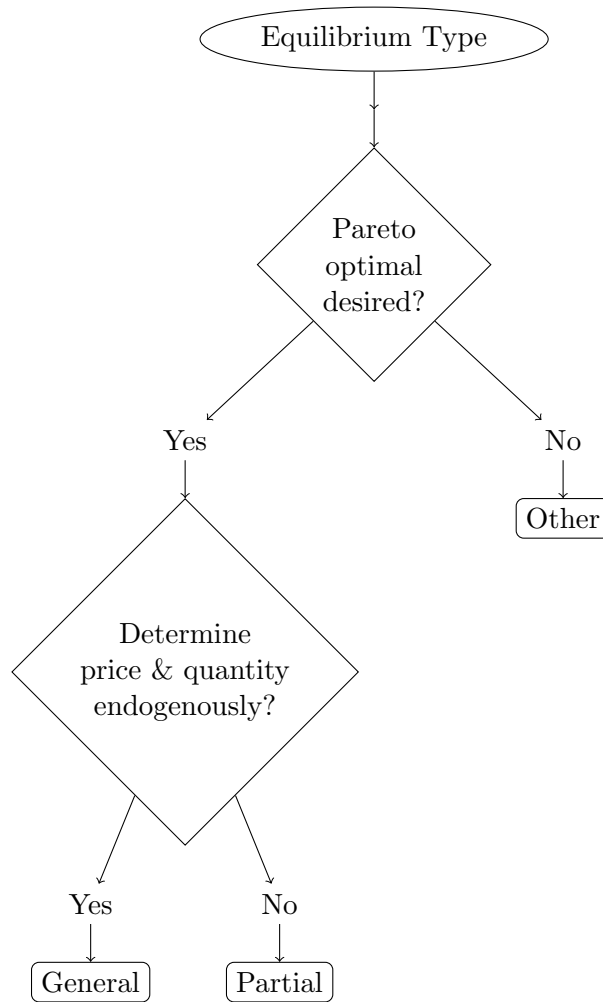 Equilibrium Type
Pareto
optimal
desired?
Yes
No
Other
Determine
price & quantity
endogenously?
Yes
No
General
Partial